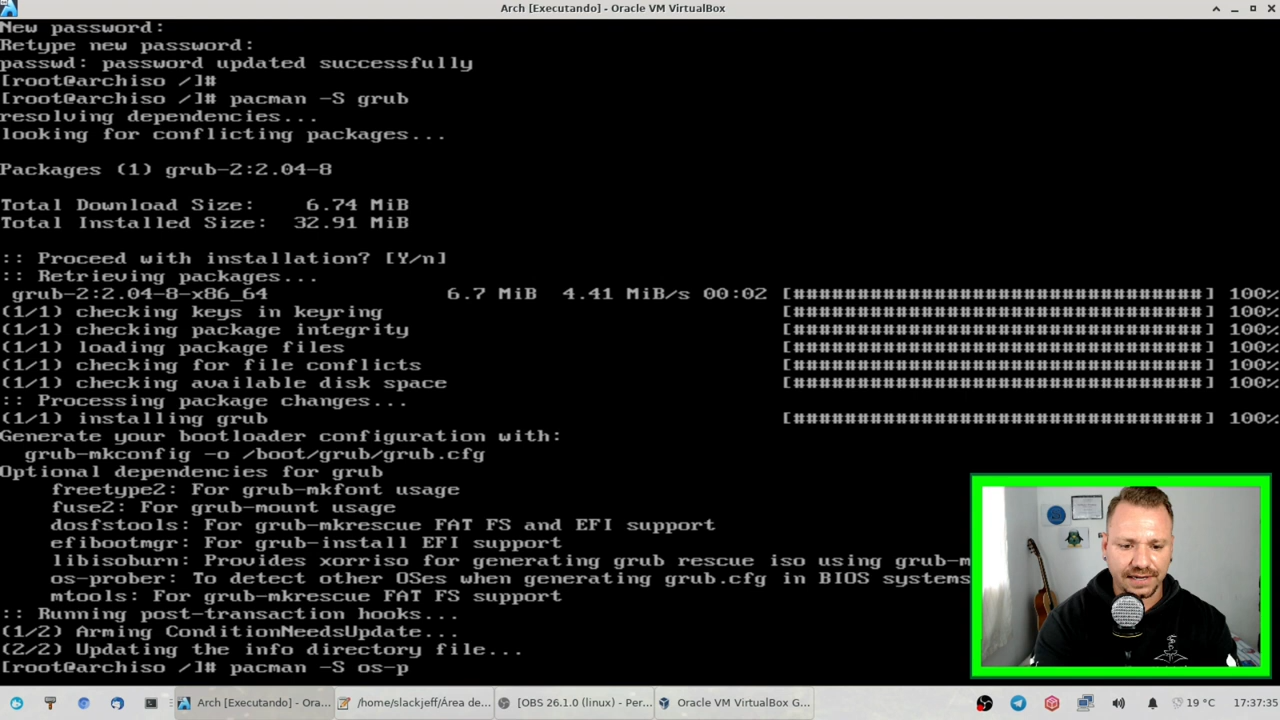 Arch [Executando] - Oracle VM VirtualBox
New password:
Retype new password:
passwd: password updated successfully
[root@archiso /]#
[root@archiso /]# pacman -S grub
resolving dependencies...
looking for conflicting packages...
Packages (1) grub-2:2.04-8
Total Download Size:    6.74 MiB
Total Installed Size:  32.91 MiB
:: Proceed with installation? [Y/n]
:: Retrieving packages...
grub-2:2.04-8-x86_64 6.7 MiB 4.41 MiB/s 00:02 [################################] 100%
(1/1) checking keys in keyring [################################] 100%
(1/1) checking package integrity [################################] 100%
(1/1) loading package files [################################] 100%
(1/1) checking for file conflicts [################################] 100%
(1/1) checking available disk space [################################] 100%
:: Processing package changes...
(1/1) installing grub [################################] 100%
Generate your bootloader configuration with:
grub-mkconfig -o /boot/grub/grub.cfg
Optional dependencies for grub
freetype2: For grub-mkfont usage
fuse2: For grub-mount usage
dosfstools: For grub-mkrescue FAT FS and EFI support
efibootmgr: For grub-install EFI support
libisoburn: Provides xorriso for generating grub rescue iso using grub-m
os-prober: To detect other OSes when generating grub.cfg in BIOS systems
mtools: For grub-mkrescue FAT FS support
:: Running post-transaction hooks...
(1/2) Arming ConditionNeedsUpdate...
(2/2) Updating the info directory file...
[root@archiso /]# pacman -S os-p
Arch [Executando] - Ora... /home/slackjeff/Área de... [OBS 26.1.0 (linux) - Per... Oracle VM VirtualBox G... 19 °C 17:37:35